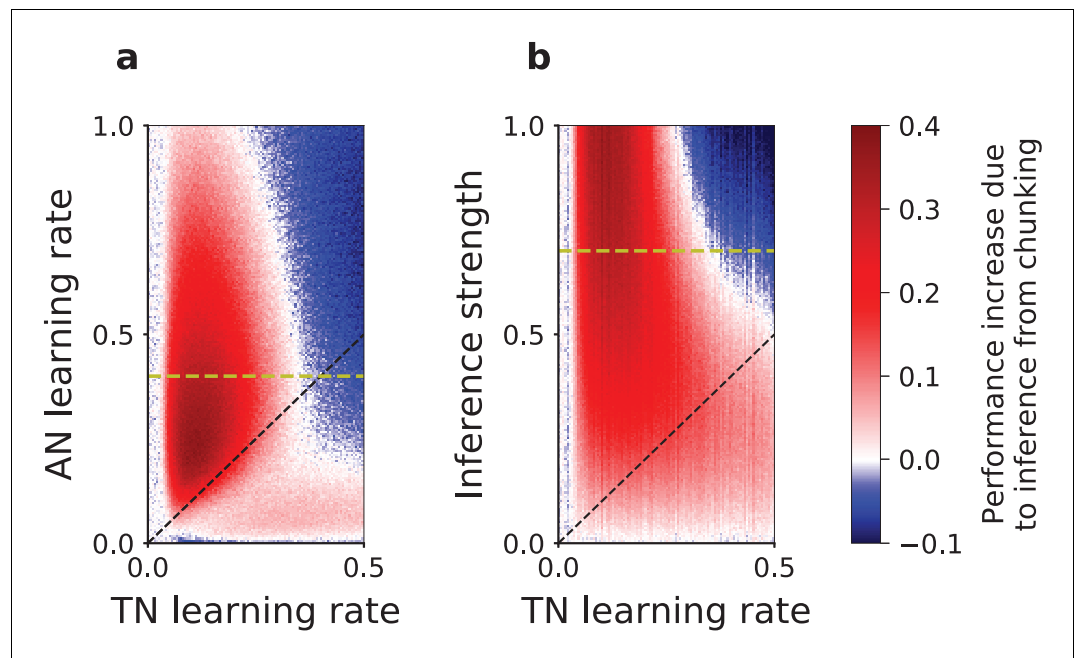 a
b
1.0
0.5
0.0
0.0
0.5
AN learning rate
TN learning rate
1.0
0.5
0.0
0.0
0.5
Inference strength
TN learning rate
0.4
0.3
0.2
0.1
0.0
−0.1
Performance increase due
to inference from chunking